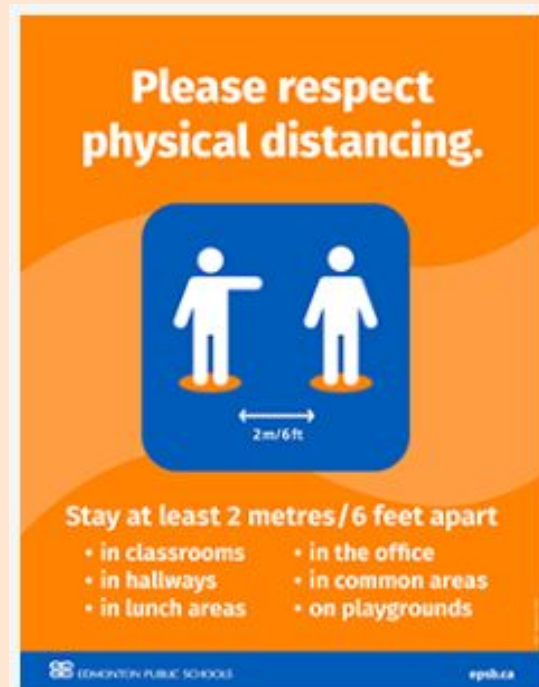 Please respect
physical distancing.
2m/6ft
Stay at least 2 metres/6 feet apart
• in classrooms
• in hallways
• in lunch areas
• in the office
• in common areas
• on playgrounds
EDMONTON PUBLIC SCHOOLS
epsb.ca